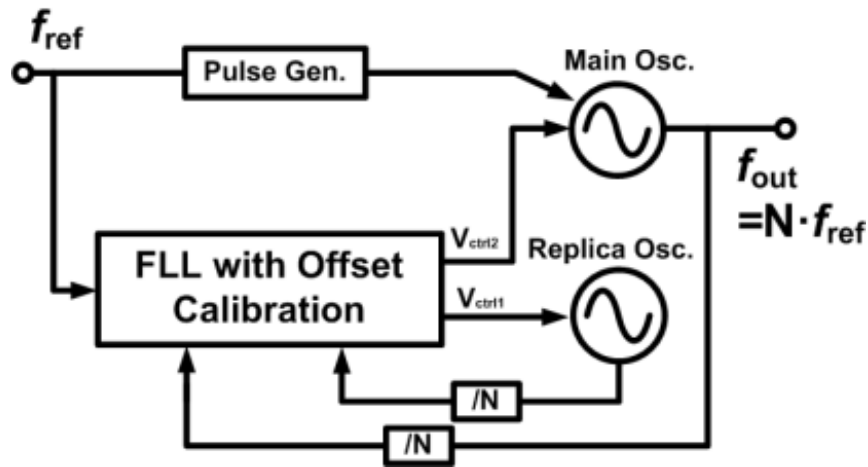 f_ref
Pulse Gen.
Main Osc.
f_out
=N·f_ref
V_ctrl2
Replica Osc.
FLL with Offset
Calibration
V_ctrl1
/N
/N